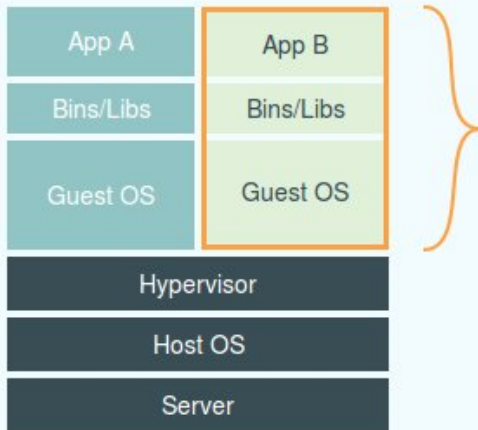 App A
App B
Bins/Libs
Bins/Libs
Guest OS
Guest OS
Hypervisor
Host OS
Server